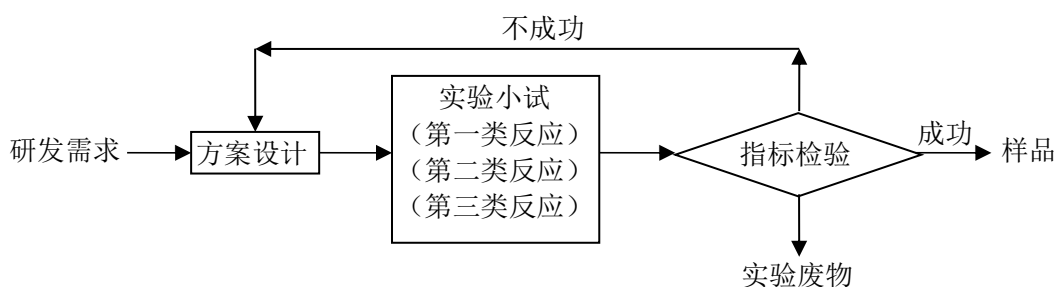 不成功
研发需求
方案设计
实验小试
（第一类反应）
（第二类反应）
（第三类反应）
指标检验
成功
样品
实验废物